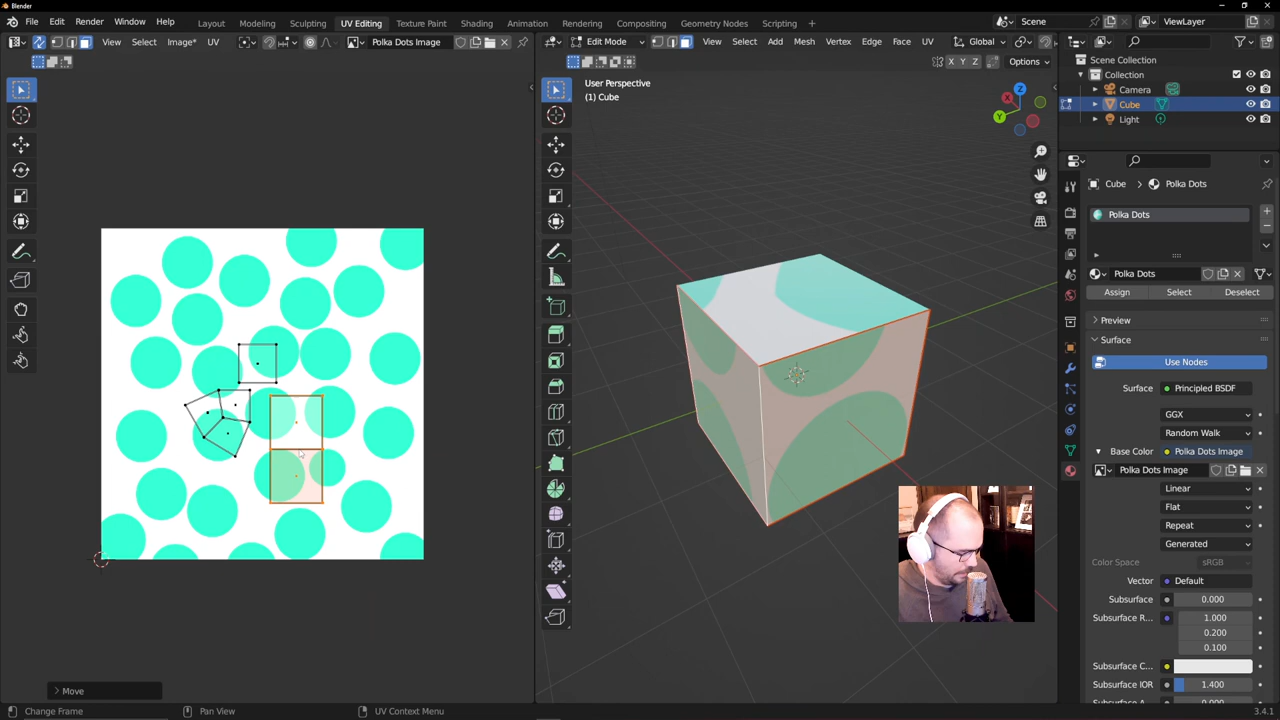 Blender
File Edit Render Window Help Layout Modeling Sculpting UV Editing Texture Paint Shading Animation Rendering Compositing Geometry Nodes Scripting + Scene ViewLayer
View Select Image* UV Polka Dots Image Edit Mode View Select Add Mesh Vertex Edge Face UV Global
X Y Z Options
Scene Collection
Collection
Camera
Cube
Light
User Perspective
(1) Cube
Z
X
Y
Cube Polka Dots
Polka Dots
Polka Dots
Assign Select Deselect
Preview
Surface
Use Nodes
Surface Principled BSDF
GGX
Random Walk
Base Color Polka Dots Image
Polka Dots Image
Linear
Flat
Repeat
Generated
Color Space sRGB
Vector Default
Subsurface 0.000
Subsurface R... 1.000
0.200
0.100
Subsurface C...
Subsurface IOR 1.400
Move
Change Frame Pan View UV Context Menu 3.4.1